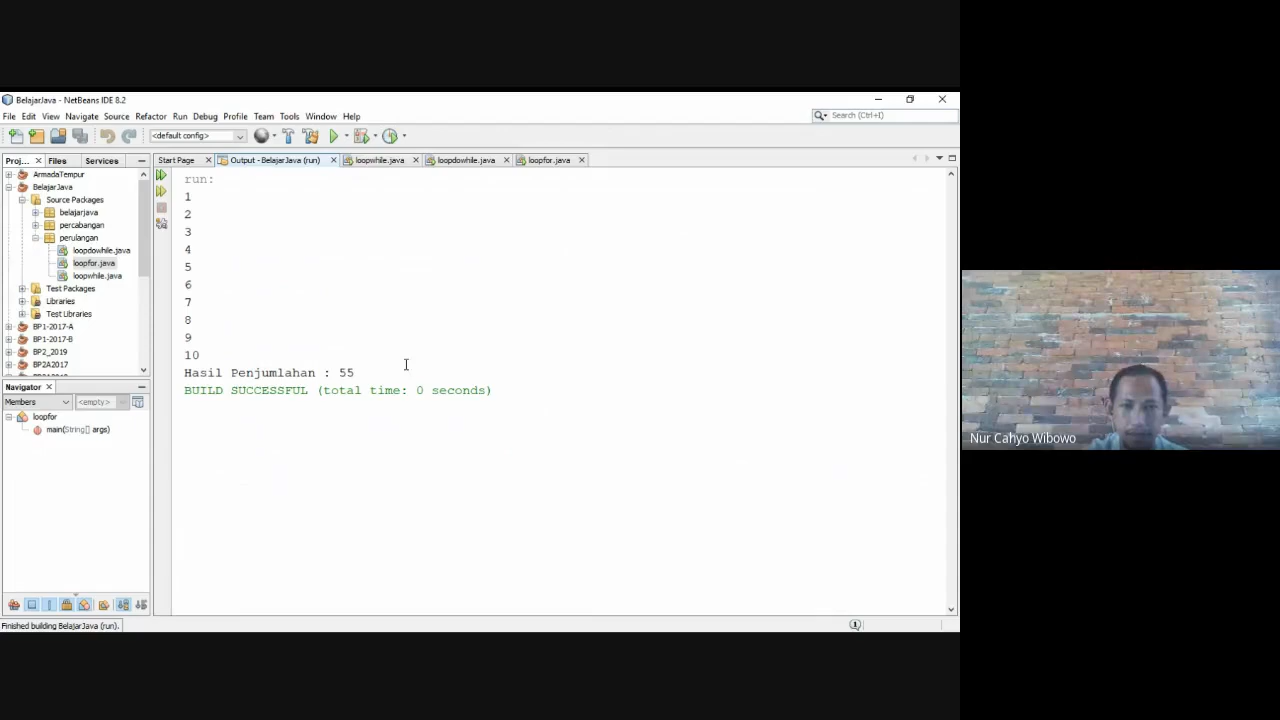 BelajarJava - NetBeans IDE 8.2
File Edit View Navigate Source Refactor Run Debug Profile Team Tools Window Help
Search (Ctrl+I)
<default config>
Proj... Files Services
Start Page Output - BelajarJava (run) loopwhile.java loopdowhile.java loopfor.java
ArmadaTempur
BelajarJava
Source Packages
belajarjava
percabangan
perulangan
loopdowhile.java
loopfor.java
loopwhile.java
Test Packages
Libraries
Test Libraries
BP1-2017-A
BP1-2017-B
BP2_2019
BP2A2017
run:
1
2
3
4
5
6
7
8
9
10
Hasil Penjumlahan : 55
BUILD SUCCESSFUL (total time: 0 seconds)
Navigator
Members <empty>
loopfor
main(String[] args)
Finished building BelajarJava (run).
1
Nur Cahyo Wibowo